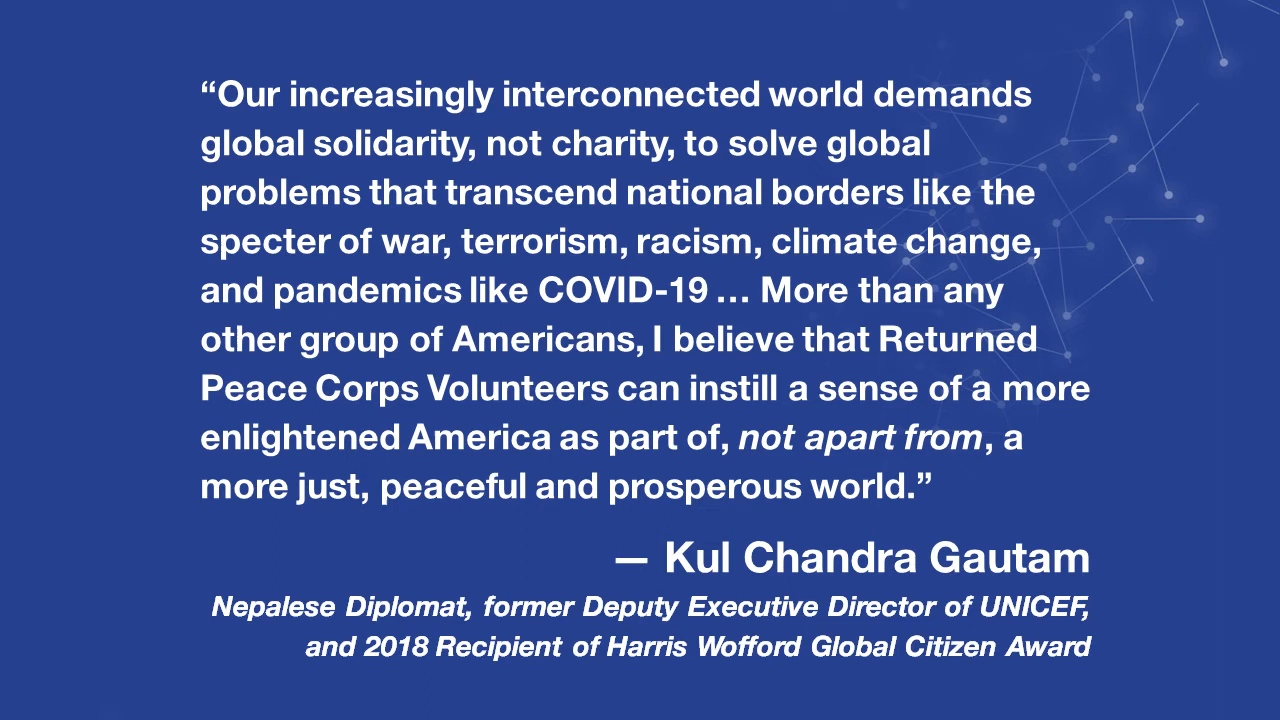 “Our increasingly interconnected world demands
global solidarity, not charity, to solve global
problems that transcend national borders like the
specter of war, terrorism, racism, climate change,
and pandemics like COVID-19 … More than any
other group of Americans, I believe that Returned
Peace Corps Volunteers can instill a sense of a more
enlightened America as part of, not apart from, a
more just, peaceful and prosperous world.”
— Kul Chandra Gautam
Nepalese Diplomat, former Deputy Executive Director of UNICEF,
and 2018 Recipient of Harris Wofford Global Citizen Award